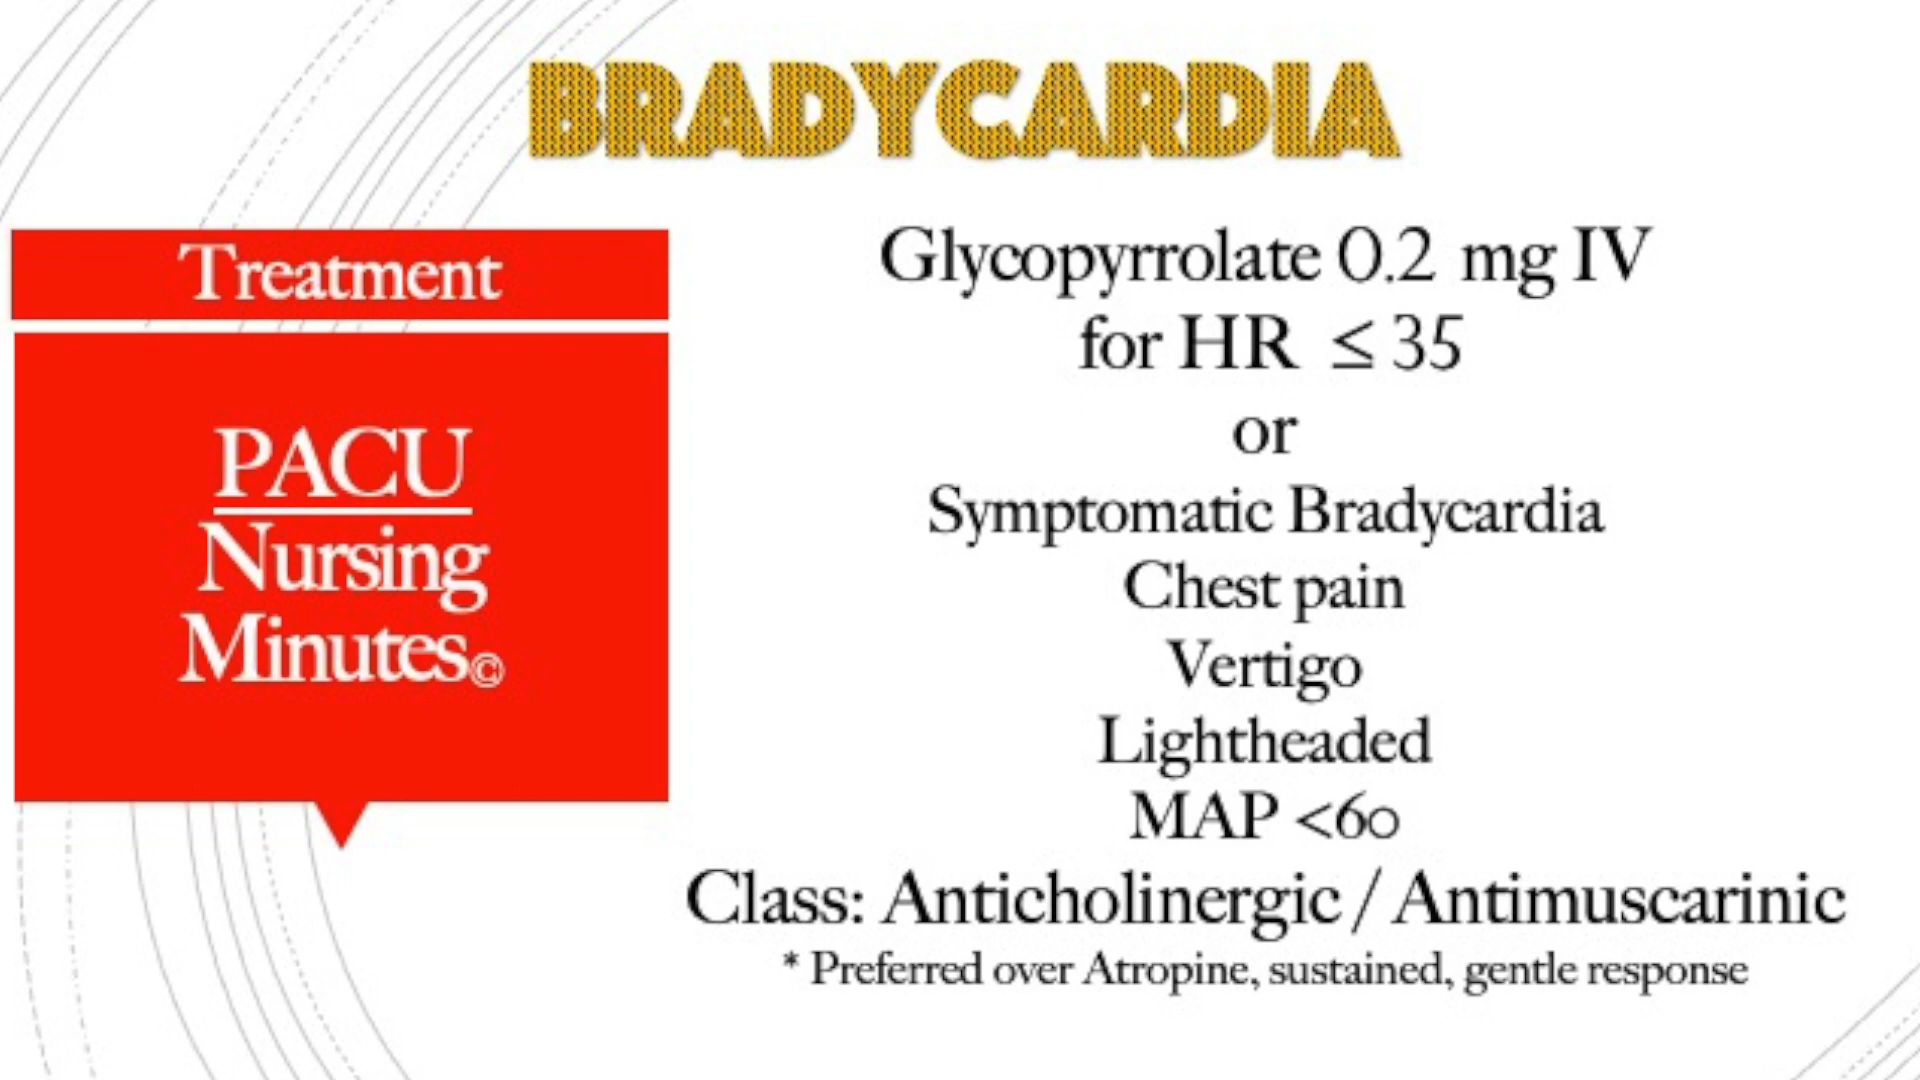 BRADYCARDIA
Treatment
PACU
Nursing
Minutes©
Glycopyrrolate 0.2 mg IV
for HR ≤ 35
or
Symptomatic Bradycardia
Chest pain
Vertigo
Lightheaded
MAP <60
Class: Anticholinergic / Antimuscarinic
* Preferred over Atropine, sustained, gentle response